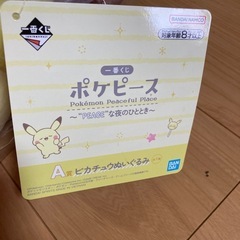 一番くじ
BANDAI NAMCO
対象年齢8才以上
一番くじ
ポケピース
Pokémon Peaceful Place
～"PEACE"な夜のひととき～
A賞 ピカチュウぬいぐるみ
BAN
DAI